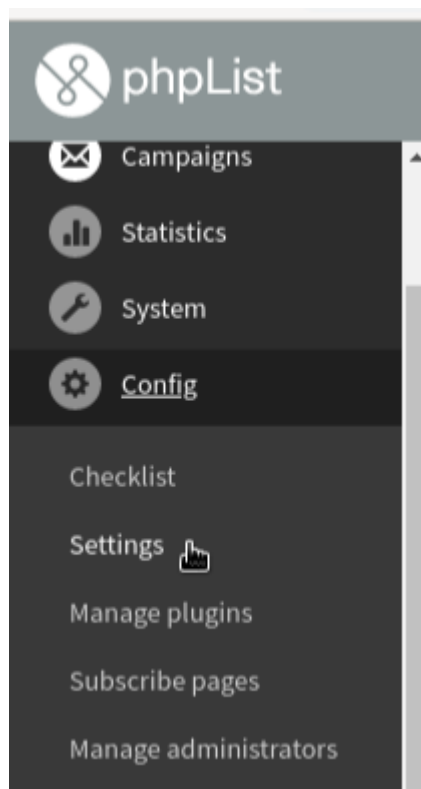 phpList
Campaigns
Statistics
System
Config
Checklist
Settings
Manage plugins
Subscribe pages
Manage administrators